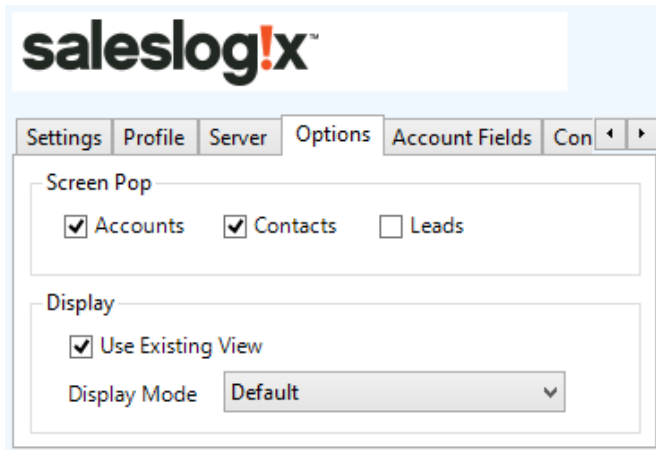 saleslog!x™
Settings Profile Server Options Account Fields Con
Screen Pop
Accounts Contacts Leads
Display
Use Existing View
Display Mode Default